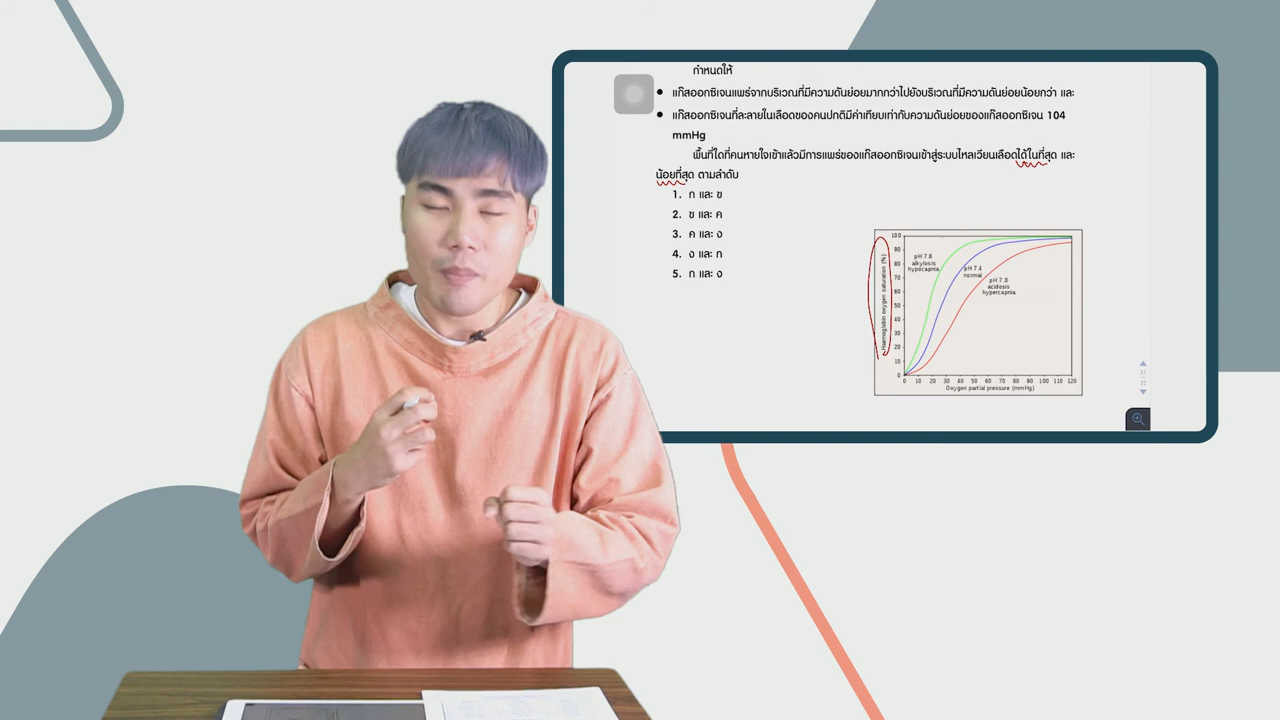 กำหนดให้
● แก๊สออกซิเจนแพร่จากบริเวณที่มีความดันย่อยมากกว่าไปยังบริเวณที่มีความดันย่อยน้อยกว่า และ
● แก๊สออกซิเจนที่ละลายในเลือดของคนปกติมีค่าเทียบเท่ากับความดันย่อยของแก๊สออกซิเจน 104
mmHg
พื้นที่ใดที่คนหายใจเข้าแล้วมีการแพร่ของแก๊สออกซิเจนเข้าสู่ระบบไหลเวียนเลือดได้ในที่สุด และ
น้อยที่สุด ตามลำดับ
1. ก และ ข
2. ข และ ค
3. ค และ ง
4. ง และ ก
5. ก และ ง
Haemoglobin oxygen saturation (%)
100
90
80
70
60
50
40
30
20
10
0
pH 7.8
alkylosis
hypocapnia
pH 7.4
normal
pH 7.0
acidosis
hypercapnia
0 10 20 30 40 50 60 70 80 90 100 110 120
Oxygen partial pressure (mmHg)